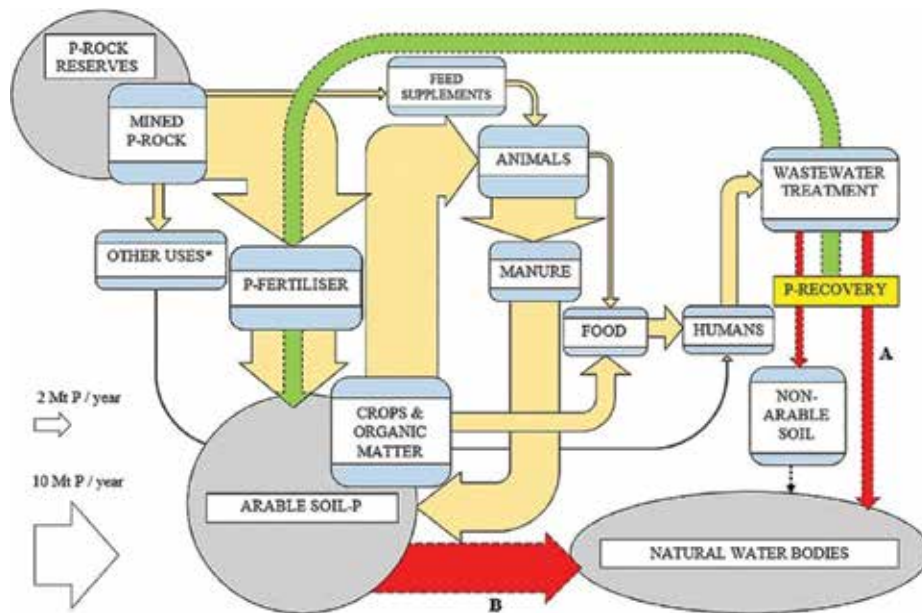 P-ROCK
RESERVES
MINED
P-ROCK
FEED
SUPPLEMENTS
ANIMALS
WASTEWATER
TREATMENT
OTHER USES*
P-FERTILISER
MANURE
P-RECOVERY
FOOD
HUMANS
A
2 Mt P / year
CROPS &
ORGANIC
MATTER
NON-
ARABLE
SOIL
10 Mt P / year
ARABLE SOIL-P
NATURAL WATER BODIES
B